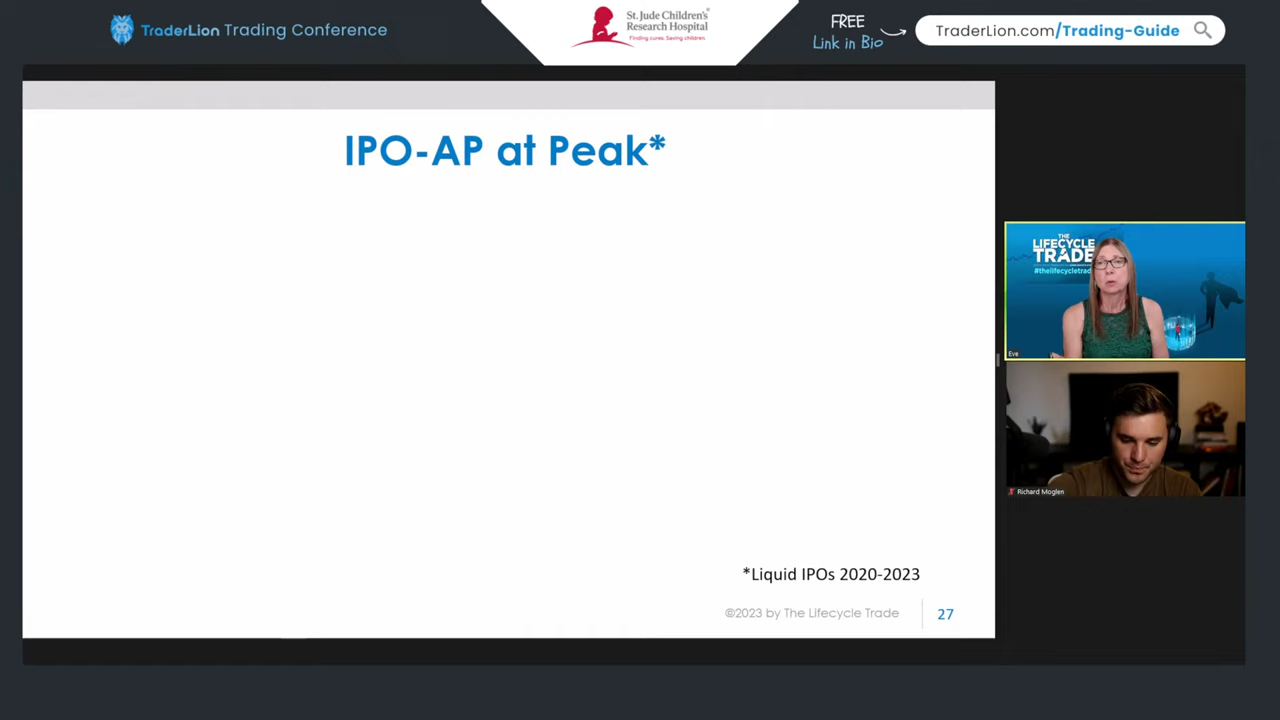 TraderLion Trading Conference
St. Jude Children's
Research Hospital
Finding cures. Saving children.
FREE
Link in Bio
TraderLion.com/Trading-Guide
IPO-AP at Peak*
THE
LIFECYCLE
TRADE
#thelifecycletrad
Eve
Richard Moglen
*Liquid IPOs 2020-2023
©2023 by The Lifecycle Trade
27